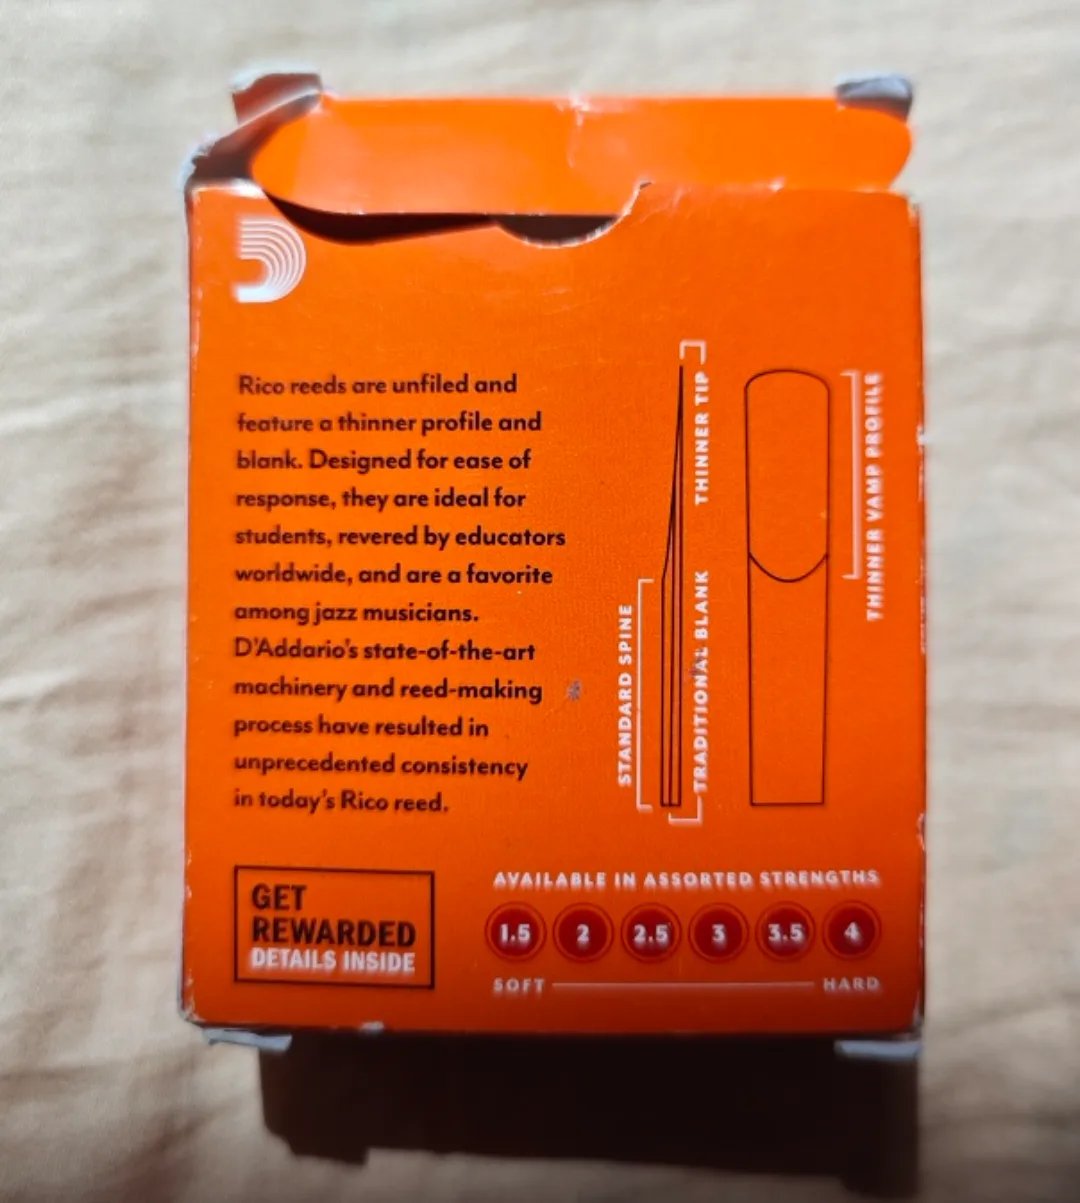 Rico reeds are unfiled and
feature a thinner profile and
blank. Designed for ease of
response, they are ideal for
students, revered by educators
worldwide, and are a favorite
among jazz musicians.
D'Addario's state-of-the-art
machinery and reed-making
process have resulted in
unprecedented consistency
in today's Rico reed.
STANDARD SPINE
THINNER TIP
TRADITIONAL BLANK
THINNER VAMP PROFILE
GET
REWARDED
DETAILS INSIDE
AVAILABLE IN ASSORTED STRENGTHS
1.5 2 2.5 3 3.5 4
SOFT HARD